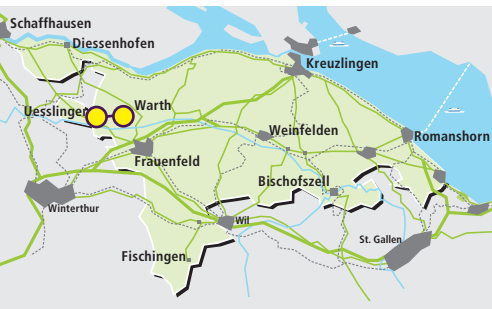 Schaffhausen
Diessenhofen
Kreuzlingen
Uesslingen
Warth
Weinfelden
Romanshorn
Frauenfeld
Bischofszell
Winterthur
Wil
St. Gallen
Fischingen